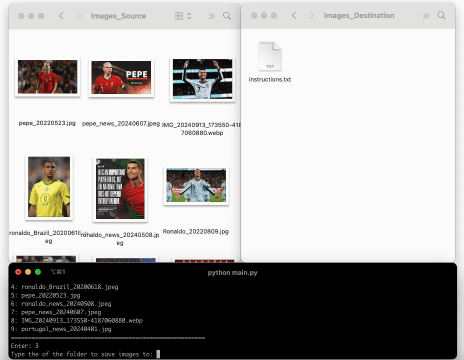 Images_Source
Images_Destination
TXT
instructions.txt
PEPE
pepe_20220523.jpg
pepe_news_20240607.jpeg
IMG_20240913_173550-4187060880.webp
ronaldo_Brazil_20200618.jpeg
ronaldo_news_20240508.jpeg
Ronaldo_20220809.jpg
⌥⌘1
python main.py
4: ronaldo_Brazil_20200618.jpeg
5: pepe_20220523.jpg
6: ronaldo_news_20240508.jpeg
7: pepe_news_20240607.jpeg
8: IMG_20240913_173550-4187060880.webp
9: portugal_news_20240401.jpg
==================================================
Enter: 3
Type the of the folder to save images to: